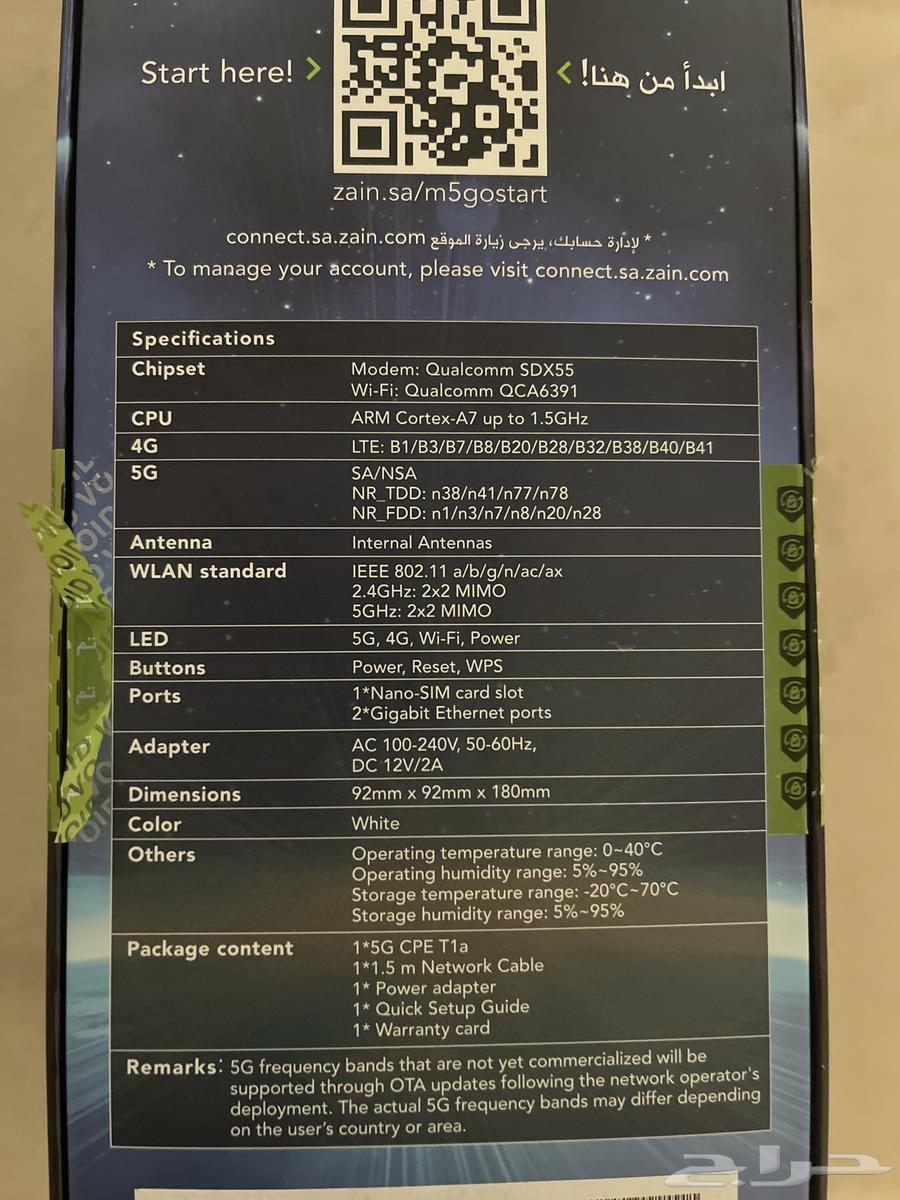 Start here! >
< ابدأ من هنا!
zain.sa/m5gostart
* لإدارة حسابك، يرجى زيارة الموقع connect.sa.zain.com
* To manage your account, please visit connect.sa.zain.com
Specifications
Chipset Modem: Qualcomm SDX55
Wi-Fi: Qualcomm QCA6391
CPU ARM Cortex-A7 up to 1.5GHz
4G LTE: B1/B3/B7/B8/B20/B28/B32/B38/B40/B41
5G SA/NSA
NR_TDD: n38/n41/n77/n78
NR_FDD: n1/n3/n7/n8/n20/n28
Antenna Internal Antennas
WLAN standard IEEE 802.11 a/b/g/n/ac/ax
2.4GHz: 2x2 MIMO
5GHz: 2x2 MIMO
LED 5G, 4G, Wi-Fi, Power
Buttons Power, Reset, WPS
Ports 1*Nano-SIM card slot
2*Gigabit Ethernet ports
Adapter AC 100-240V, 50-60Hz,
DC 12V/2A
Dimensions 92mm x 92mm x 180mm
Color White
Others Operating temperature range: 0~40°C
Operating humidity range: 5%~95%
Storage temperature range: -20°C~70°C
Storage humidity range: 5%~95%
Package content 1*5G CPE T1a
1*1.5 m Network Cable
1* Power adapter
1* Quick Setup Guide
1* Warranty card
Remarks: 5G frequency bands that are not yet commercialized will be
supported through OTA updates following the network operator's
deployment. The actual 5G frequency bands may differ depending
on the user's country or area.
حراج